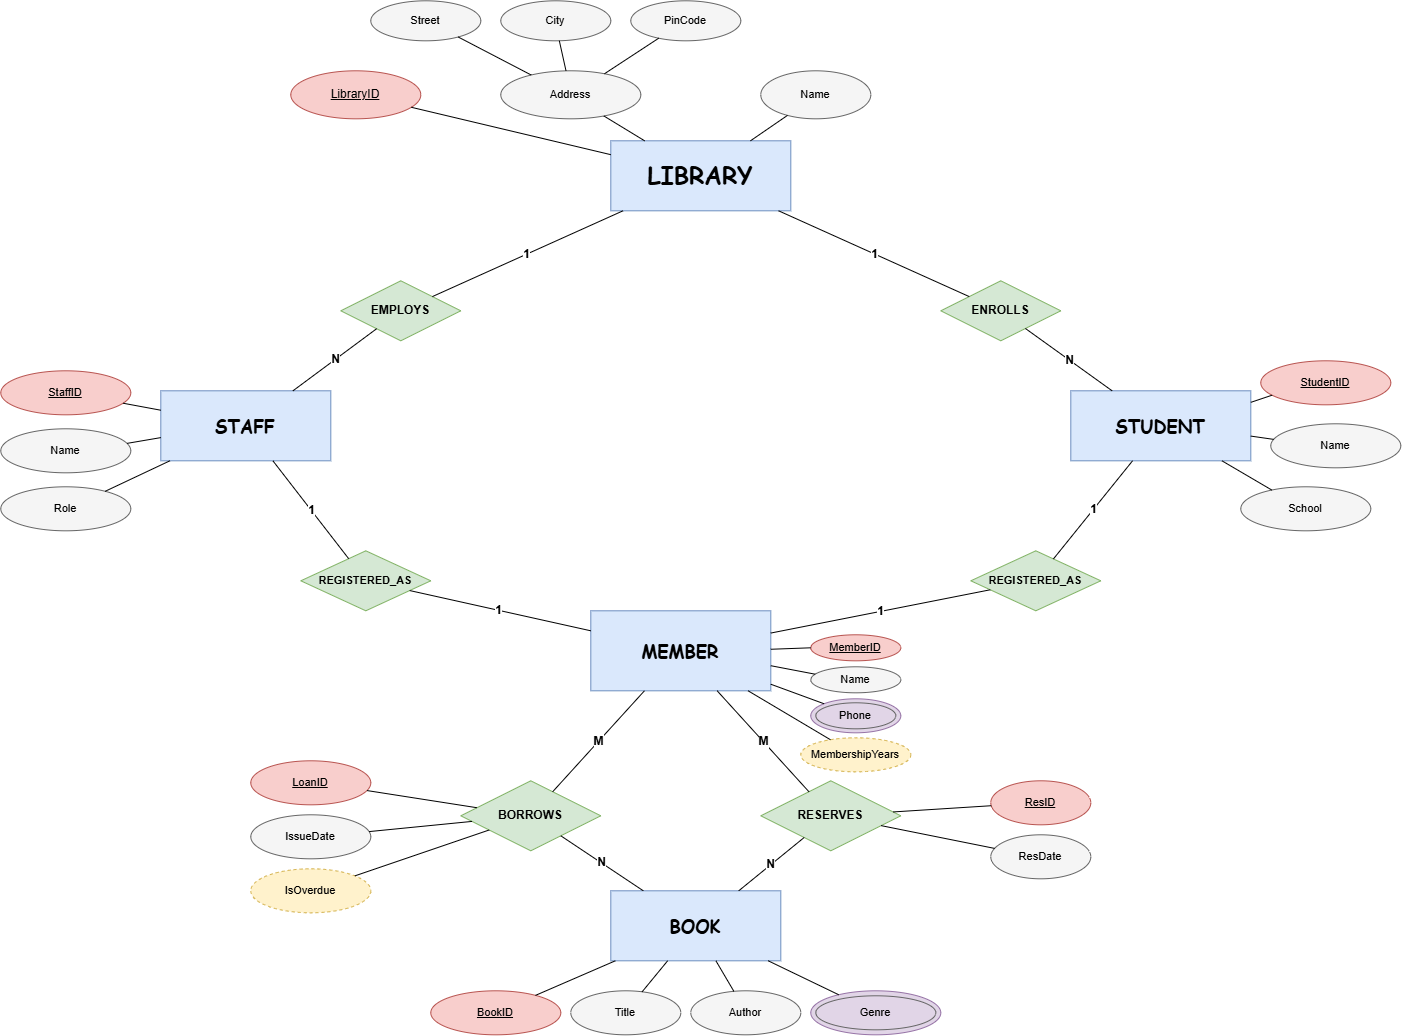 Street
City
PinCode
LibraryID
Address
Name
LIBRARY
1
1
EMPLOYS
ENROLLS
N
N
StaffID
StudentID
STAFF
STUDENT
Name
Name
Role
School
1
1
REGISTERED_AS
REGISTERED_AS
1
1
MEMBER
MemberID
Name
Phone
MembershipYears
M
M
LoanID
ResID
BORROWS
RESERVES
IssueDate
ResDate
N
N
IsOverdue
BOOK
BookID
Title
Author
Genre